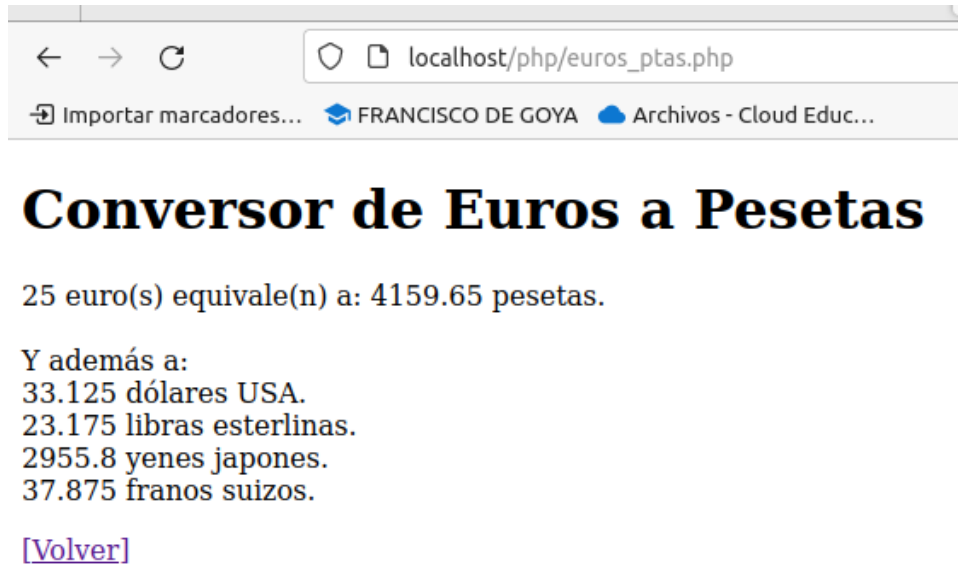 localhost/php/euros_ptas.php
Importar marcadores... FRANCISCO DE GOYA Archivos - Cloud Educ...
Conversor de Euros a Pesetas
25 euro(s) equivale(n) a: 4159.65 pesetas.
Y además a:
33.125 dólares USA.
23.175 libras esterlinas.
2955.8 yenes japones.
37.875 franos suizos.
[Volver]